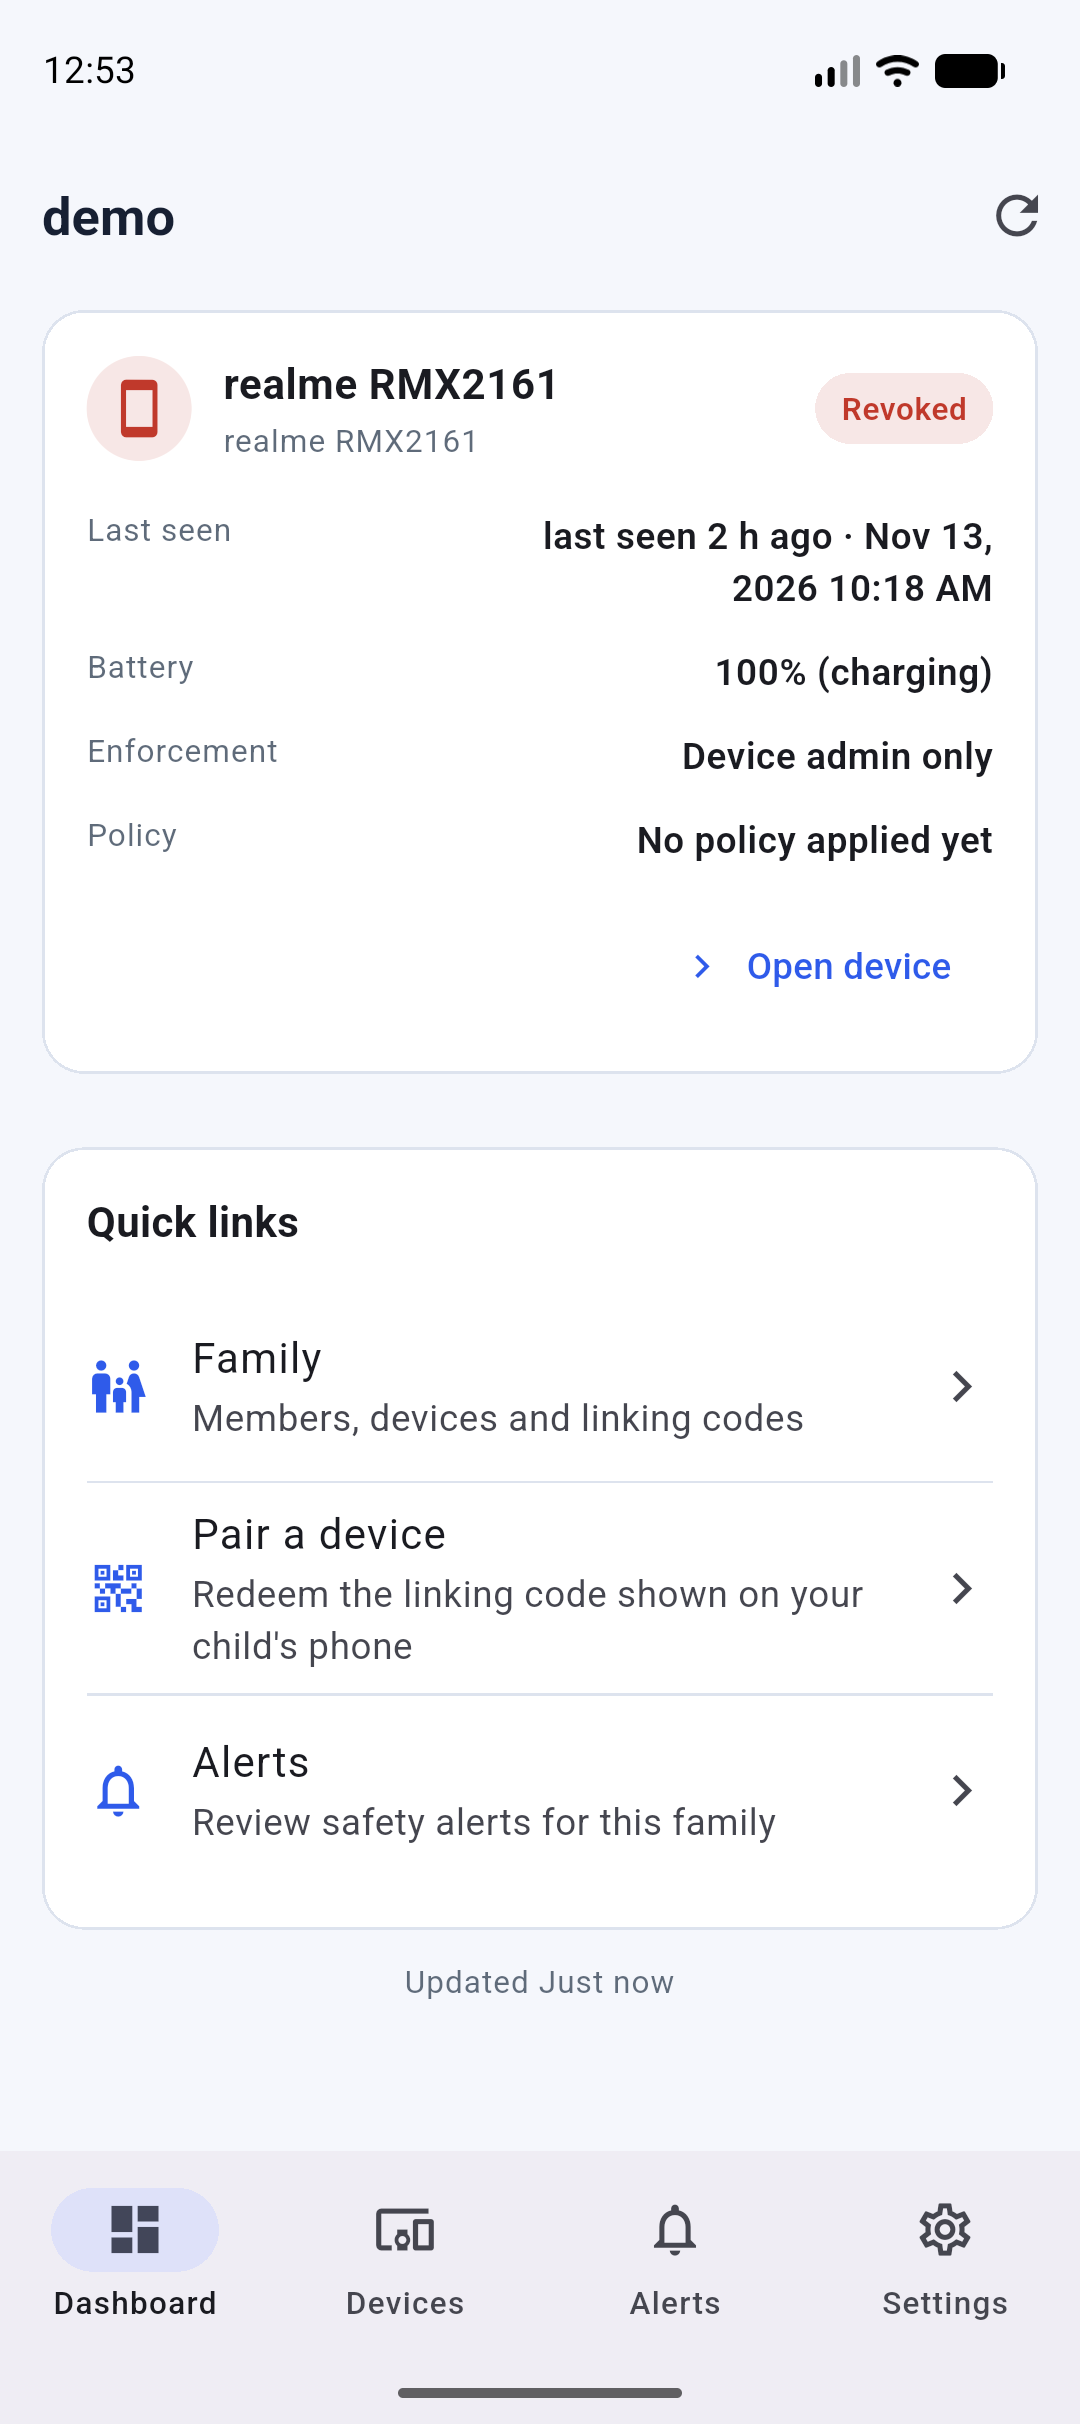 12:53
demo
realme RMX2161
realme RMX2161
Revoked
Last seen
last seen 2 h ago · Nov 13,
2026 10:18 AM
Battery
100% (charging)
Enforcement
Device admin only
Policy
No policy applied yet
Open device
Quick links
Family
Members, devices and linking codes
Pair a device
Redeem the linking code shown on your
child's phone
Alerts
Review safety alerts for this family
Updated Just now
Dashboard
Devices
Alerts
Settings